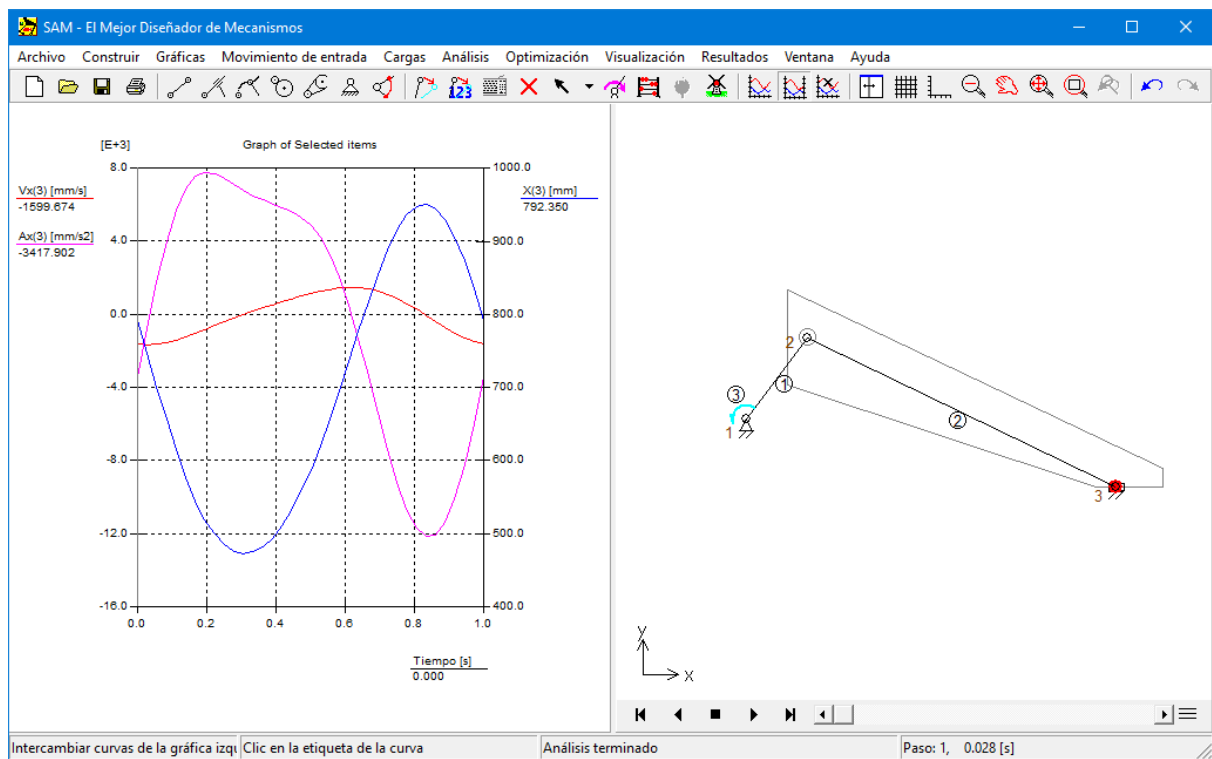 SAM - El Mejor Diseñador de Mecanismos
Archivo Construir Gráficas Movimiento de entrada Cargas Análisis Optimización Visualización Resultados Ventana Ayuda
123
[E+3] Graph of Selected items
8.0 1000.0
Vx(3) [mm/s] X(3) [mm]
-1599.674 792.350
Ax(3) [mm/s2] 4.0 900.0
-3417.902
0.0 800.0
-4.0 700.0
-8.0 600.0
-12.0 500.0
-16.0 400.0
0.0 0.2 0.4 0.6 0.8 1.0
Tiempo [s]
0.000
2
1
3
2
1
3
y
x
Intercambiar curvas de la gráfica izqu Clic en la etiqueta de la curva Análisis terminado Paso: 1, 0.028 [s]